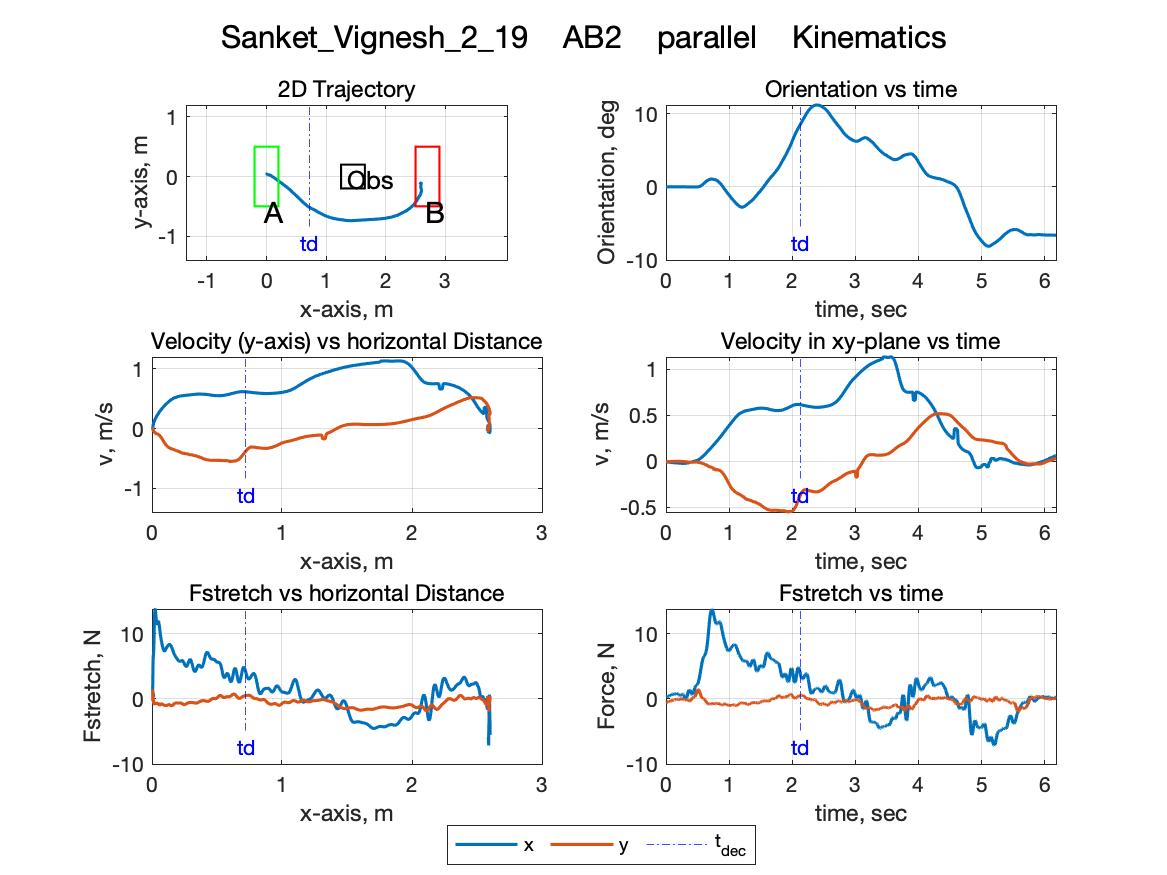 Sanket_Vignesh_2_19 AB2 parallel Kinematics
2D Trajectory
y-axis, m
1
0
-1
A
Obs
B
td
-1 0 1 2 3
x-axis, m
Orientation vs time
Orientation, deg
10
0
-10
td
0 1 2 3 4 5 6
time, sec
Velocity (y-axis) vs horizontal Distance
v, m/s
1
0
-1
td
0 1 2 3
x-axis, m
Velocity in xy-plane vs time
v, m/s
1
0.5
0
-0.5
td
0 1 2 3 4 5 6
time, sec
Fstretch vs horizontal Distance
Fstretch, N
10
0
-10
td
0 1 2 3
x-axis, m
Fstretch vs time
Force, N
10
0
-10
td
0 1 2 3 4 5 6
time, sec
x y t_dec